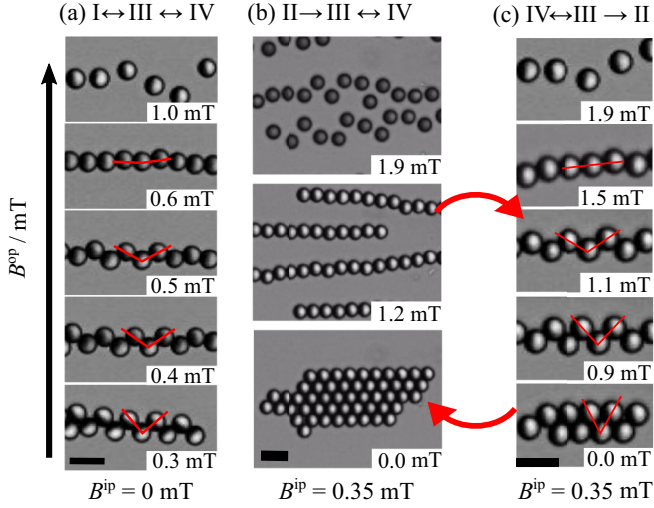 (a) I↔III ↔ IV
1.0 mT
0.6 mT
0.5 mT
0.4 mT
0.3 mT
B^ip = 0 mT
B^op / mT
(b) II→III ↔ IV
1.9 mT
1.2 mT
0.0 mT
B^ip = 0.35 mT
(c) IV↔III → II
1.9 mT
1.5 mT
1.1 mT
0.9 mT
0.0 mT
B^ip = 0.35 mT